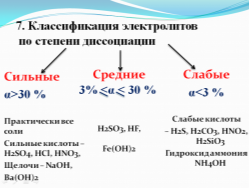 7. Классификация электролитов
по степени диссоциации
Сильные
α>30 %
Средние
3% ≤α≤ 30 %
Слабые
α<3 %
Практически все
соли
Сильные кислоты –
H2SO4, HCl, HNO3,
Щелочи – NaOH,
Ba(OH)2
H2SO3, HF,
Fe(OH)2
Слабые кислоты
– H2S, H2CO3, HNO2,
H2SiO3
Гидроксид аммония
NH4OH